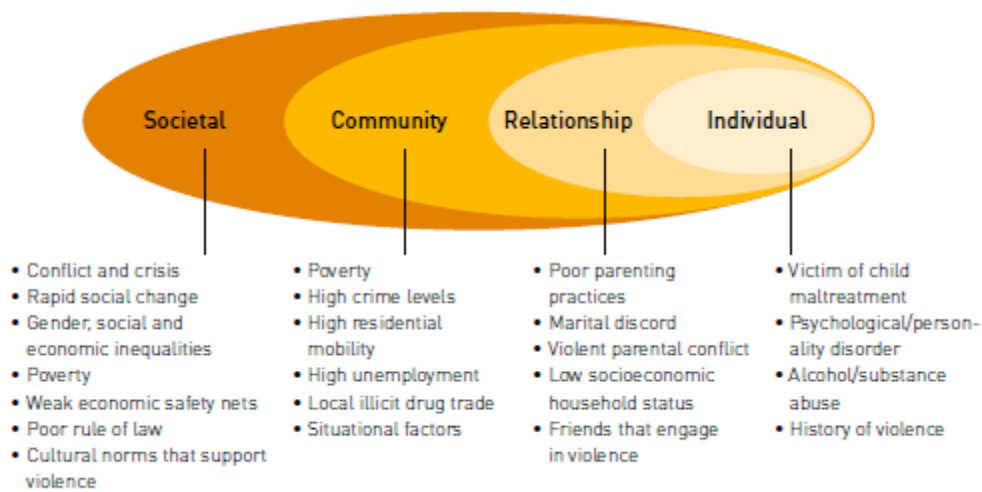 Societal
Community
Relationship
Individual
• Conflict and crisis
• Rapid social change
• Gender, social and
economic inequalities
• Poverty
• Weak economic safety nets
• Poor rule of law
• Cultural norms that support
violence
• Poverty
• High crime levels
• High residential
mobility
• High unemployment
• Local illicit drug trade
• Situational factors
• Poor parenting
practices
• Marital discord
• Violent parental conflict
• Low socioeconomic
household status
• Friends that engage
in violence
• Victim of child
maltreatment
• Psychological/person-
ality disorder
• Alcohol/substance
abuse
• History of violence